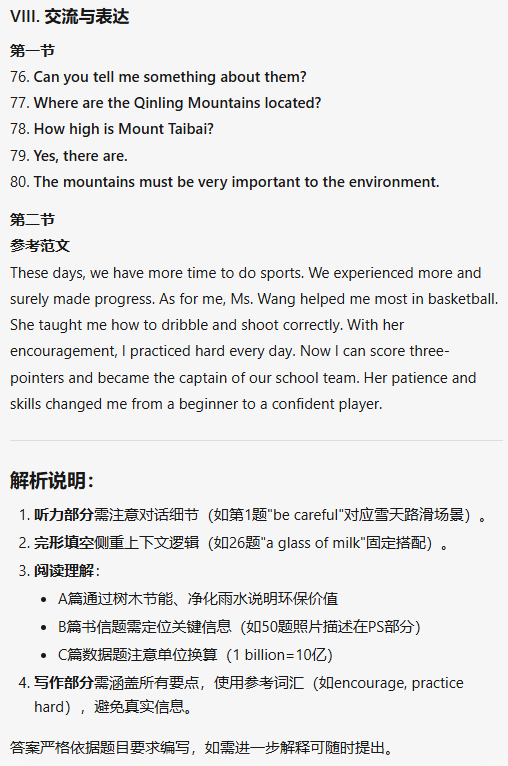 VIII. 交流与表达
第一节
76. Can you tell me something about them?
77. Where are the Qinling Mountains located?
78. How high is Mount Taibai?
79. Yes, there are.
80. The mountains must be very important to the environment.
第二节
参考范文
These days, we have more time to do sports. We experienced more and
surely made progress. As for me, Ms. Wang helped me most in basketball.
She taught me how to dribble and shoot correctly. With her
encouragement, I practiced hard every day. Now I can score three-
pointers and became the captain of our school team. Her patience and
skills changed me from a beginner to a confident player.
解析说明：
1. 听力部分需注意对话细节（如第1题"be careful"对应雪天路滑场景）。
2. 完形填空侧重上下文逻辑（如26题"a glass of milk"固定搭配）。
3. 阅读理解：
• A篇通过树木节能、净化雨水说明环保价值
• B篇书信题需定位关键信息（如50题照片描述在PS部分）
• C篇数据题注意单位换算（1 billion=10亿）
4. 写作部分需涵盖所有要点，使用参考词汇（如encourage, practice
hard），避免真实信息。
答案严格依据题目要求编写，如需进一步解释可随时提出。